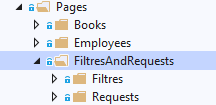 Pages
Books
Employees
FiltresAndRequests
Filtres
Requests